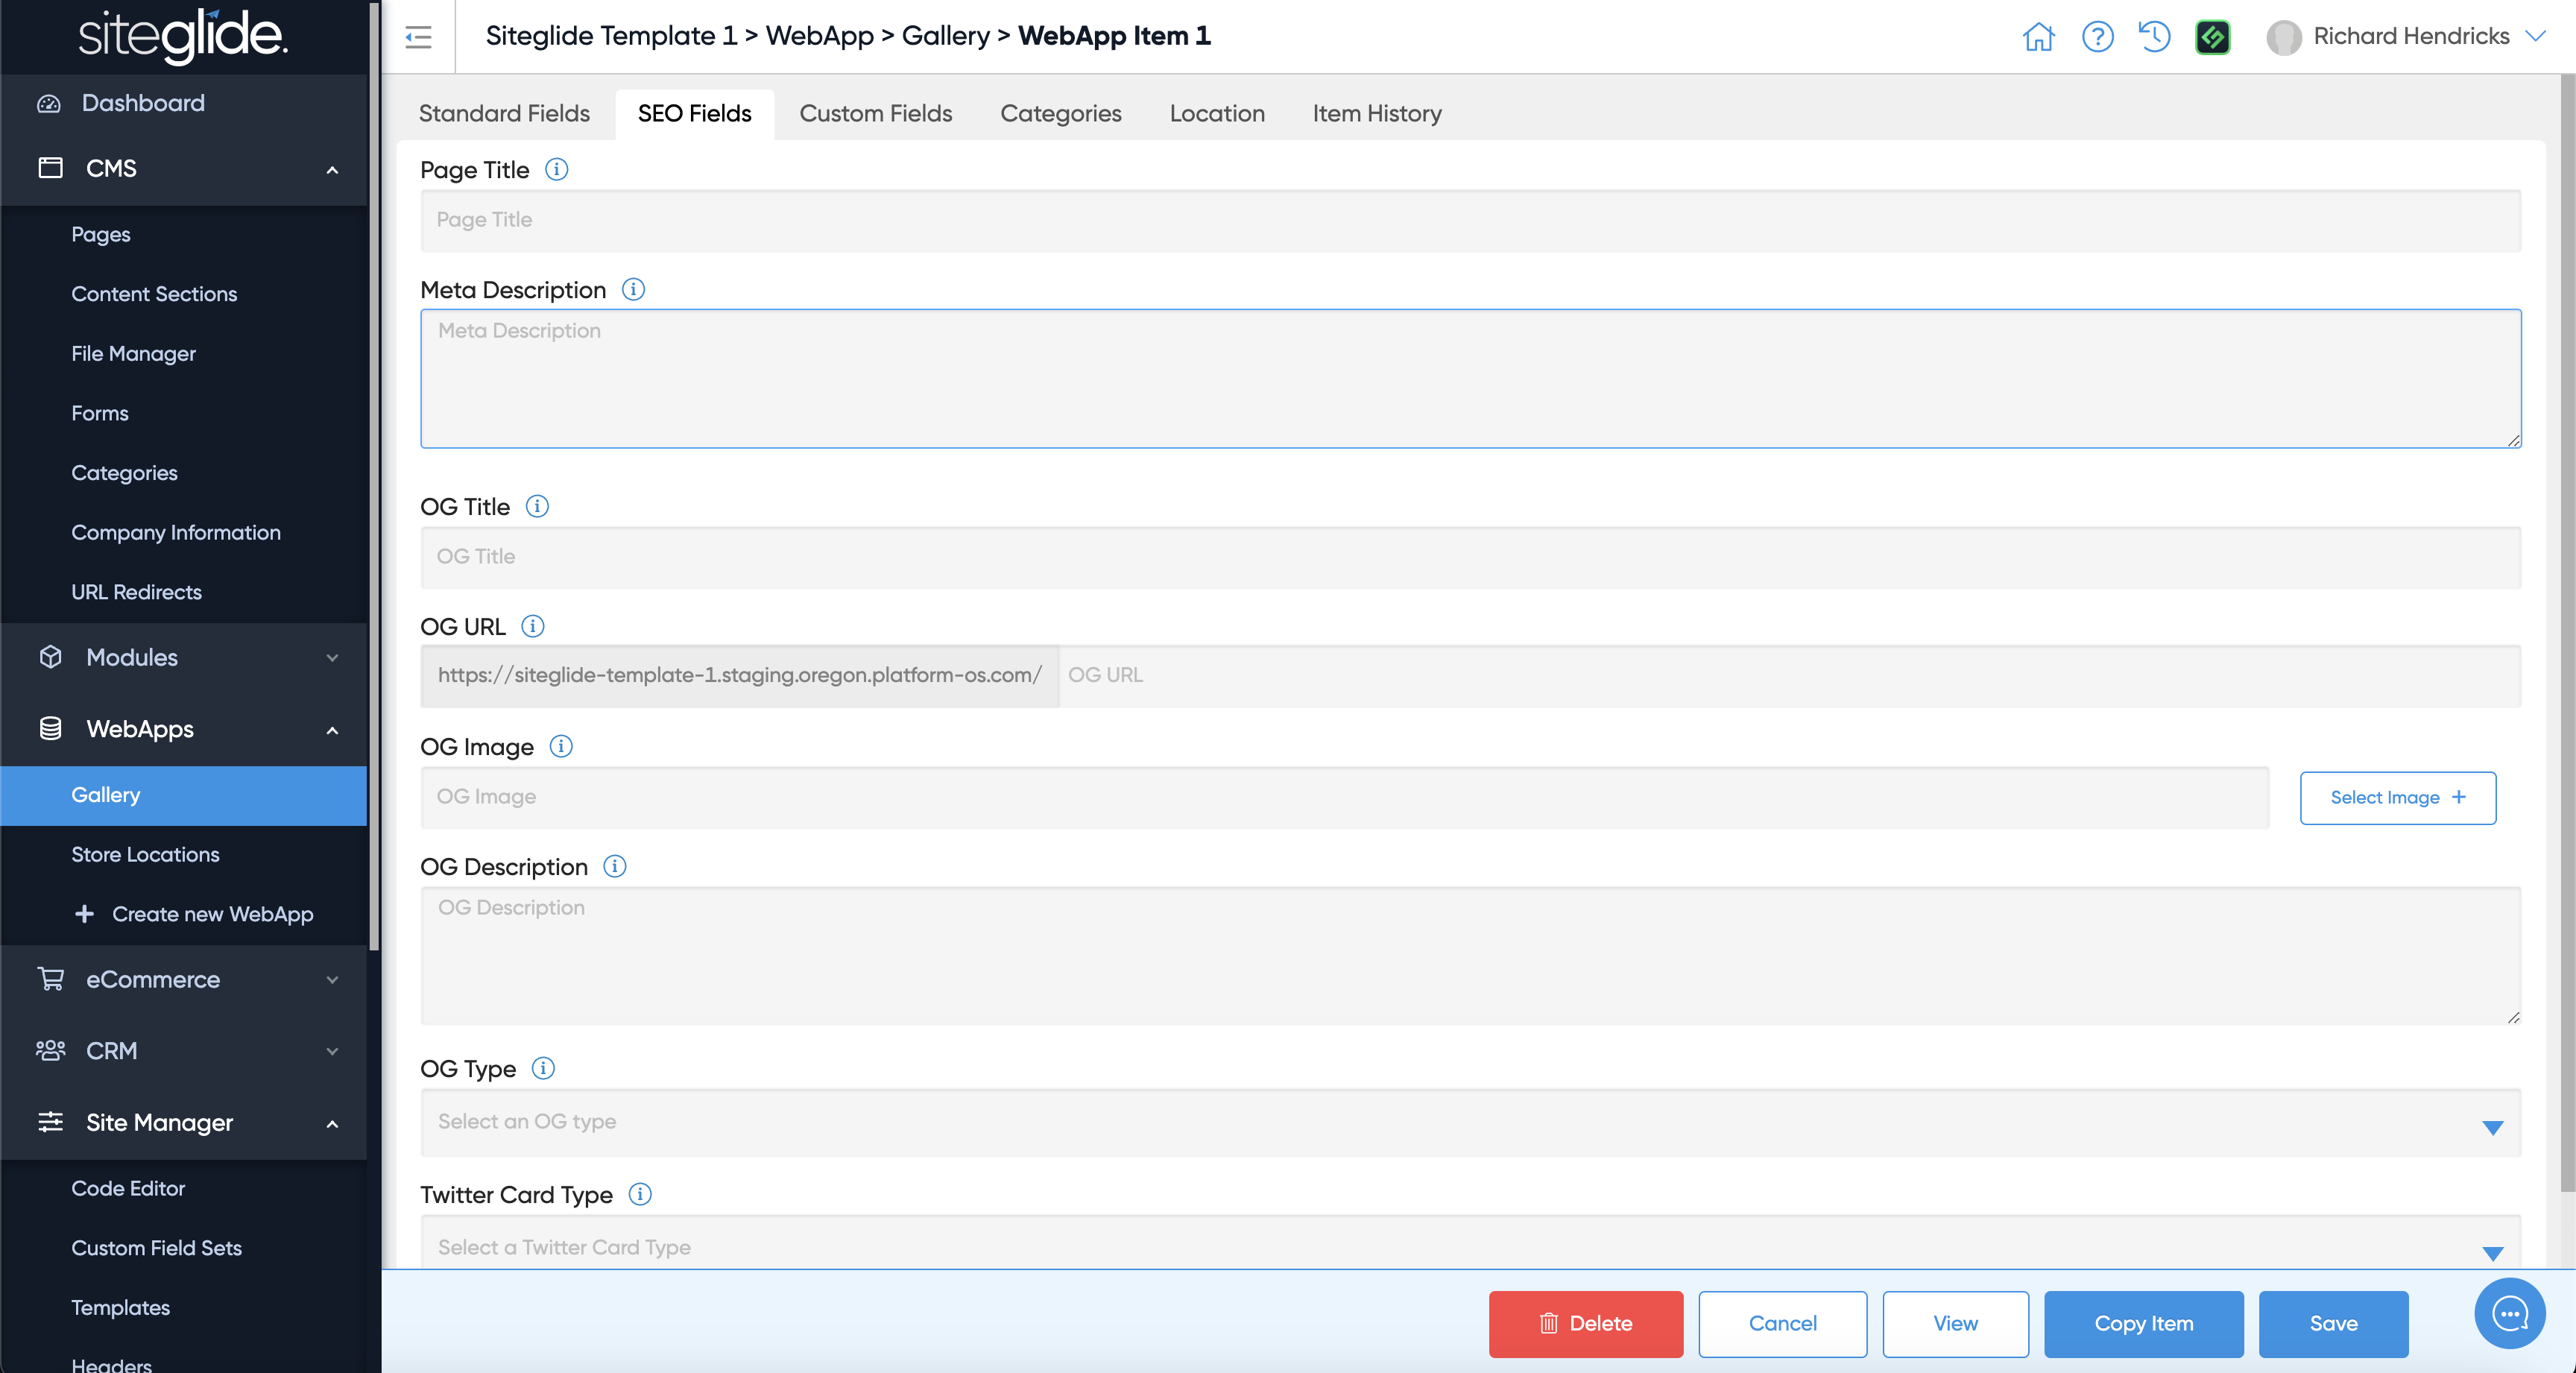 siteglide.
Siteglide Template 1 > WebApp > Gallery > WebApp Item 1
Richard Hendricks
Dashboard
CMS
Pages
Content Sections
File Manager
Forms
Categories
Company Information
URL Redirects
Modules
WebApps
Gallery
Store Locations
+ Create new WebApp
eCommerce
CRM
Site Manager
Code Editor
Custom Field Sets
Templates
Headers
Standard Fields
SEO Fields
Custom Fields
Categories
Location
Item History
Page Title
Page Title
Meta Description
Meta Description
OG Title
OG Title
OG URL
https://siteglide-template-1.staging.oregon.platform-os.com/ OG URL
OG Image
OG Image
Select Image +
OG Description
OG Description
OG Type
Select an OG type
Twitter Card Type
Select a Twitter Card Type
Delete
Cancel
View
Copy Item
Save